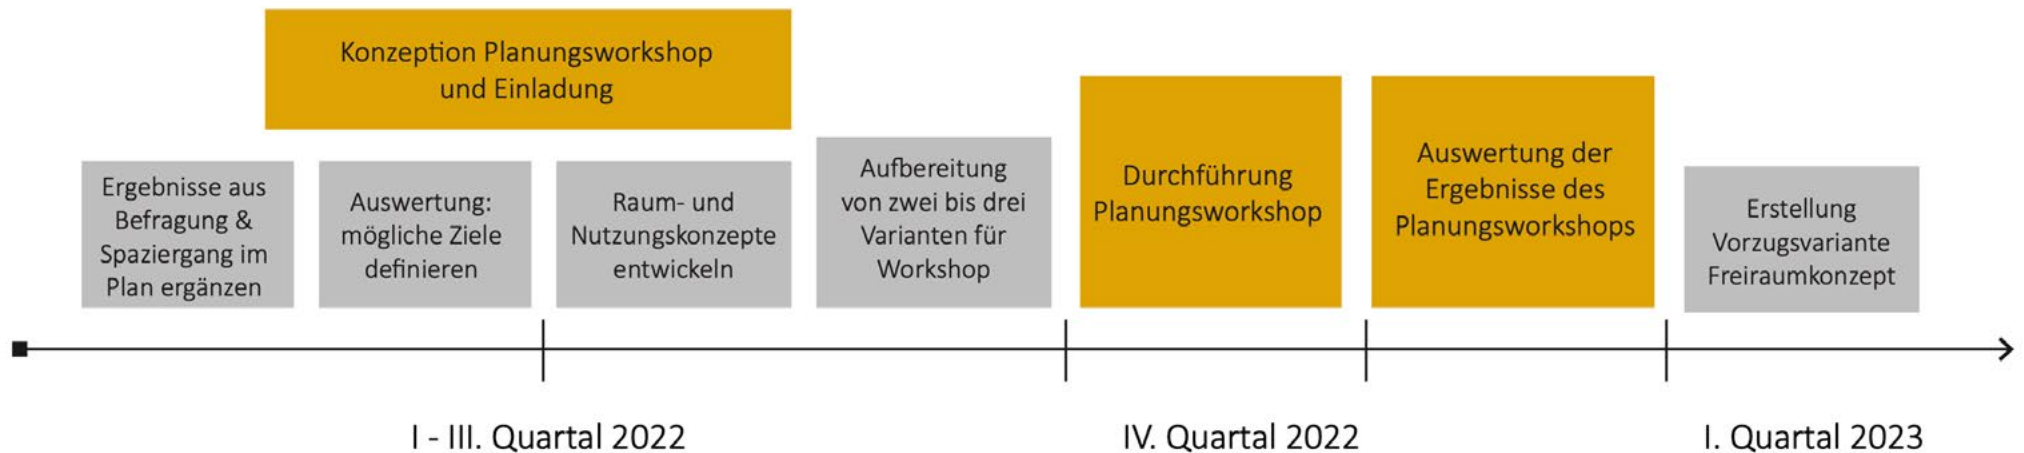 Konzeption Planungsworkshop
und Einladung
Ergebnisse aus
Befragung &
Spaziergang im
Plan ergänzen
Auswertung:
mögliche Ziele
definieren
Raum- und
Nutzungskonzepte
entwickeln
Aufbereitung
von zwei bis drei
Varianten für
Workshop
Durchführung
Planungsworkshop
Auswertung der
Ergebnisse des
Planungsworkshops
Erstellung
Vorzugsvariante
Freiraumkonzept
I - III. Quartal 2022
IV. Quartal 2022
I. Quartal 2023